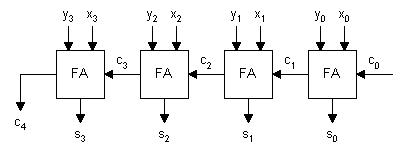 y3 x3 y2 x2 y1 x1 y0 x0
FA c3 FA c2 FA c1 FA c0
c4 s3 s2 s1 s0